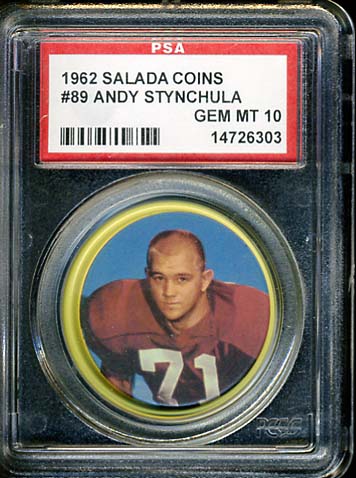 PSA
1962 SALADA COINS
#89 ANDY STYNCHULA
GEM MT 10
14726303
71